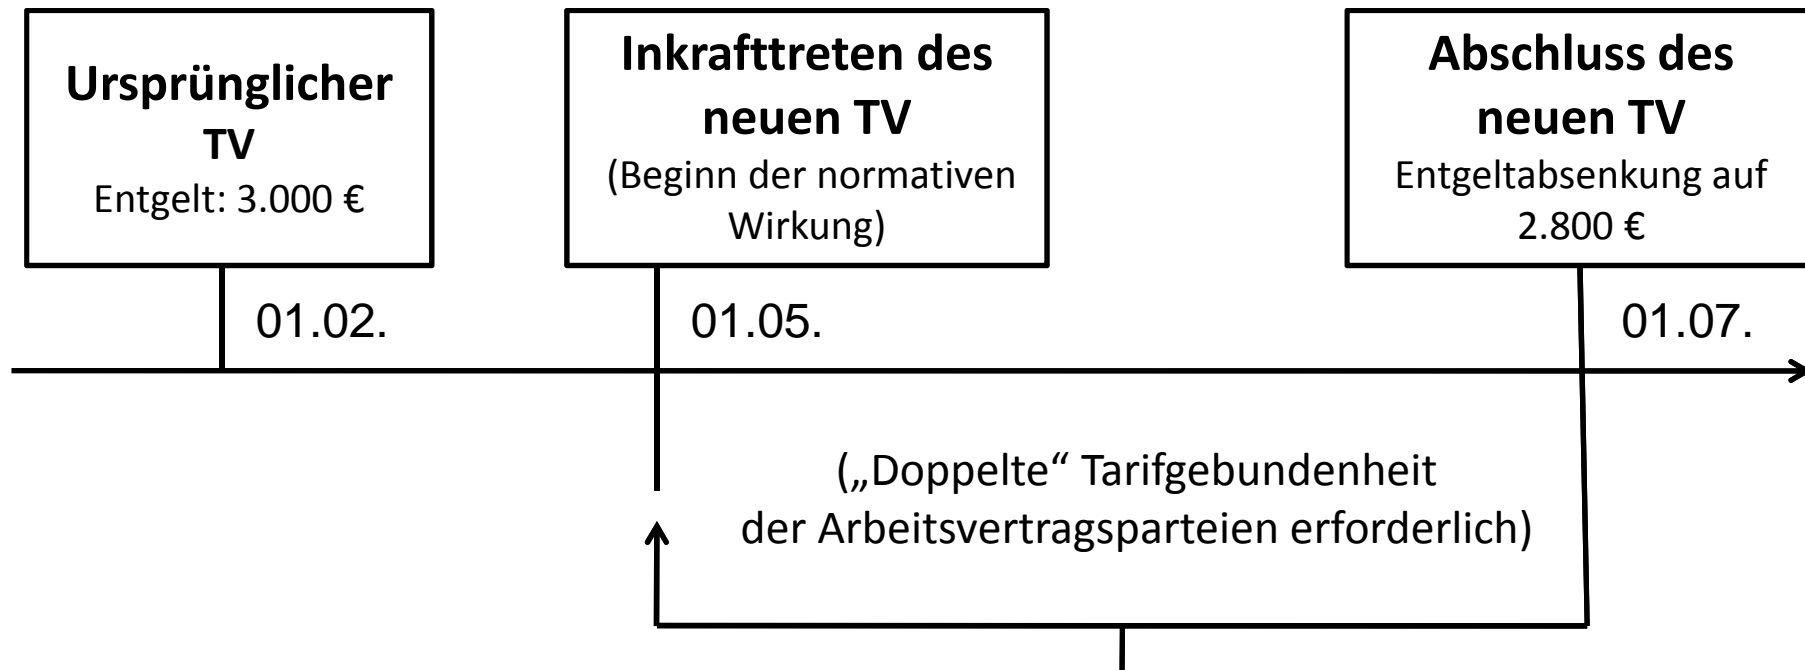 Ursprünglicher
TV
Entgelt: 3.000 €
Inkrafttreten des
neuen TV
(Beginn der normativen
Wirkung)
Abschluss des
neuen TV
Entgeltabsenkung auf
2.800 €
01.02.
01.05.
01.07.
(„Doppelte“ Tarifgebundenheit
der Arbeitsvertragsparteien erforderlich)